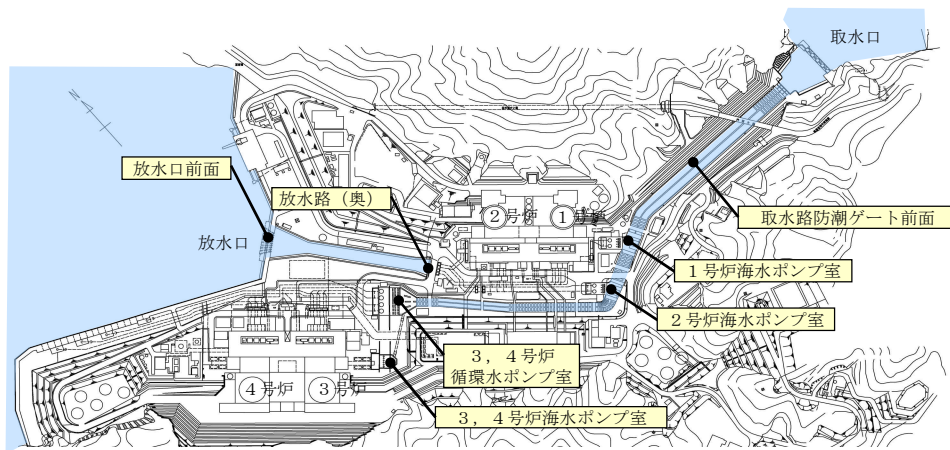 取水口
N
放水口前面
放水路（奥）
②号炉
①号炉
取水路防潮ゲート前面
放水口
１号炉海水ポンプ室
２号炉海水ポンプ室
３，４号炉
循環水ポンプ室
④号炉
③号炉
３，４号炉海水ポンプ室